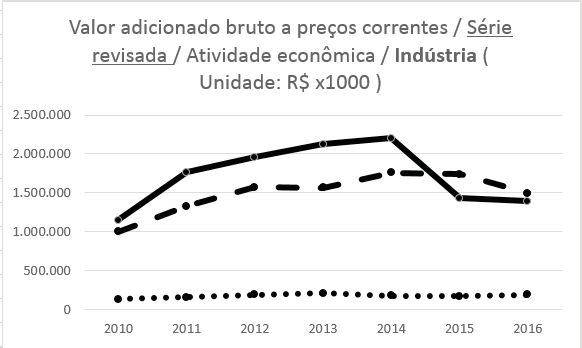 Valor adicionado bruto a preços correntes / Série
revisada / Atividade econômica / Indústria (
Unidade: R$ x1000 )
2.500.000
2.000.000
1.500.000
1.000.000
500.000
0
2010 2011 2012 2013 2014 2015 2016